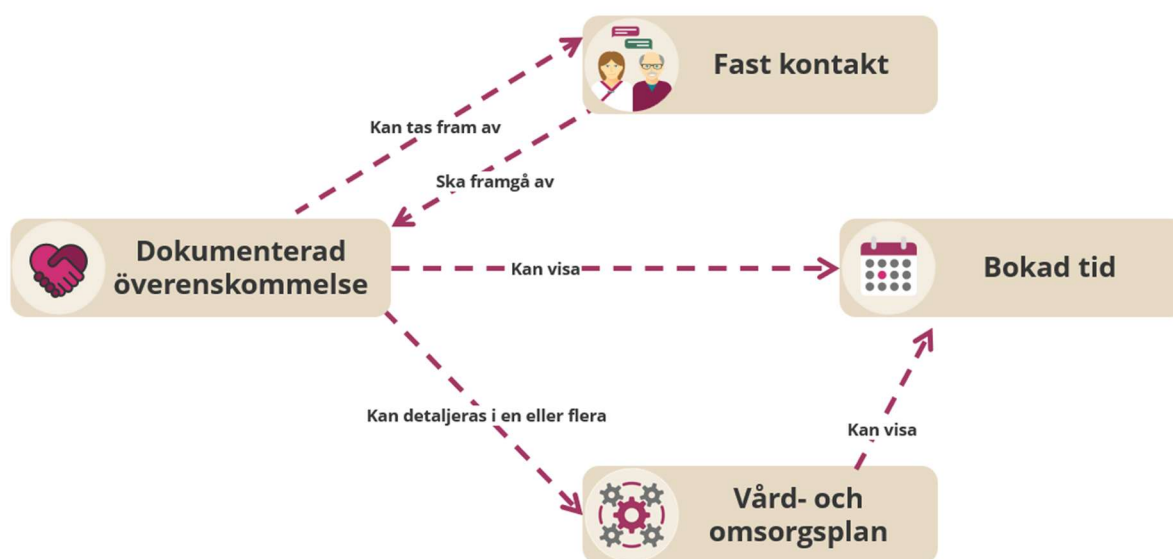 Fast kontakt
Kan tas fram av
Ska framgå av
Dokumenterad
överenskommelse
Kan visa
Bokad tid
Kan detaljeras i en eller flera
Kan visa
Vård- och
omsorgsplan